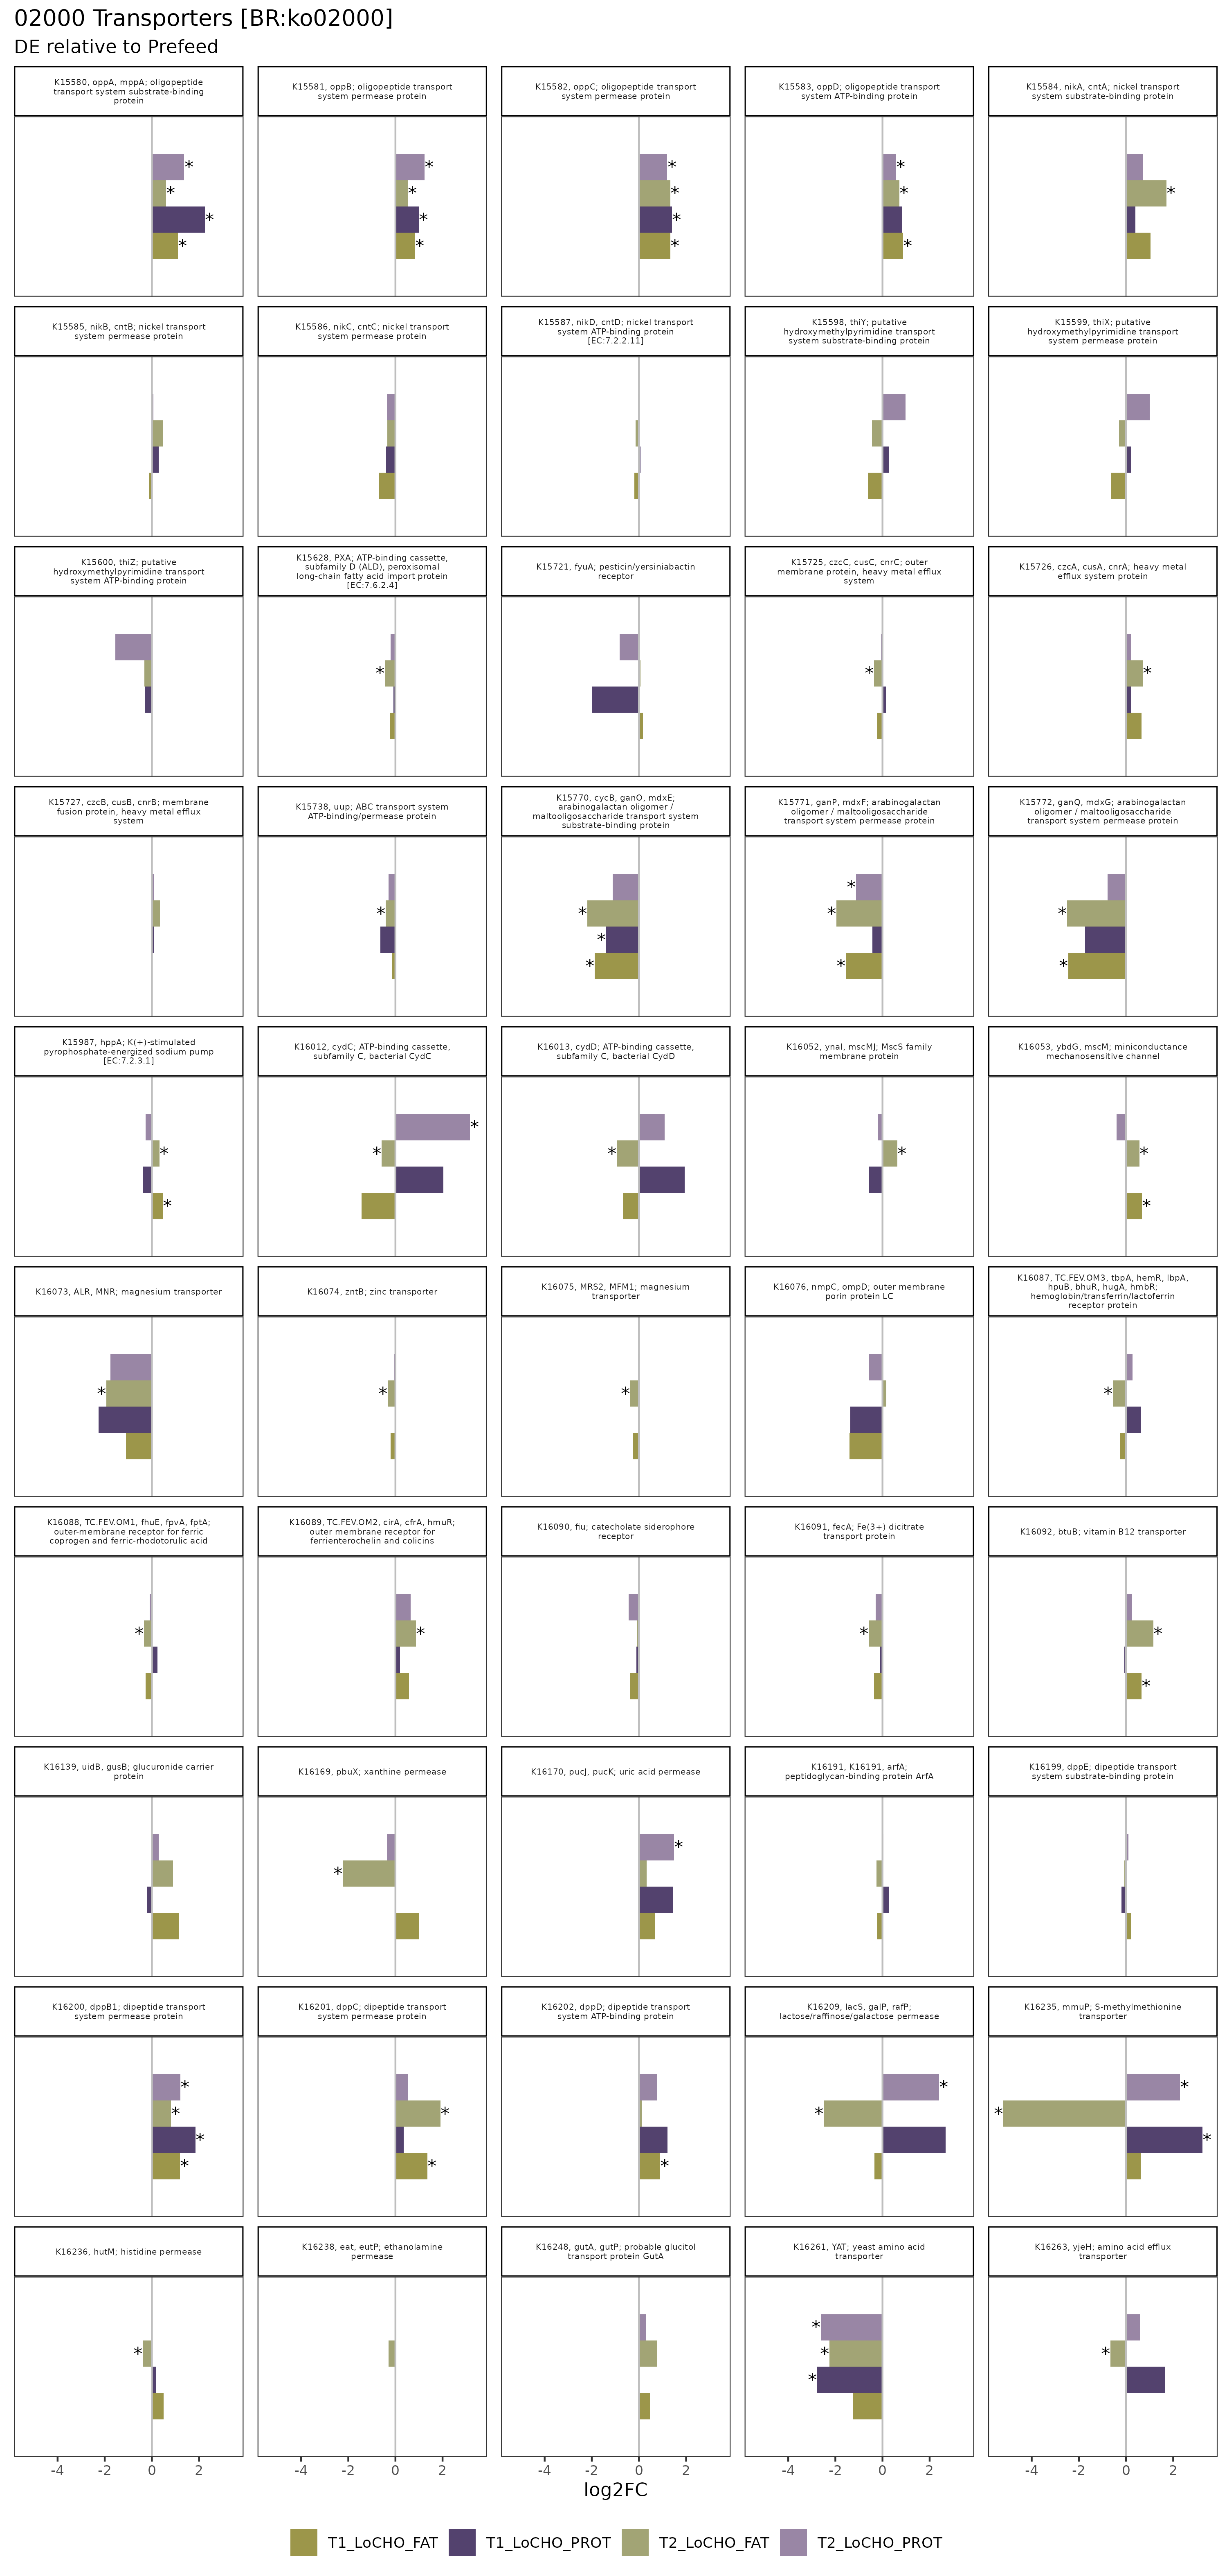 02000 Transporters [BR:ko02000]
DE relative to Prefeed
K15580, oppA, mppA; oligopeptide
transport system substrate-binding
protein
K15581, oppB; oligopeptide transport
system permease protein
K15582, oppC; oligopeptide transport
system permease protein
K15583, oppD; oligopeptide transport
system ATP-binding protein
K15584, nikA, cntA; nickel transport
system substrate-binding protein
* * * *
* * * *
* * * *
* * *
*
K15585, nikB, cntB; nickel transport
system permease protein
K15586, nikC, cntC; nickel transport
system permease protein
K15587, nikD, cntD; nickel transport
system ATP-binding protein
[EC:7.2.2.11]
K15598, thiY; putative
hydroxymethylpyrimidine transport
system substrate-binding protein
K15599, thiX; putative
hydroxymethylpyrimidine transport
system permease protein
K15600, thiZ; putative
hydroxymethylpyrimidine transport
system ATP-binding protein
K15628, PXA; ATP-binding cassette,
subfamily D (ALD), peroxisomal
long-chain fatty acid import protein
[EC:7.6.2.4]
K15721, fyuA; pesticin/yersiniabactin
receptor
K15725, czcC, cusC, cnrC; outer
membrane protein, heavy metal efflux
system
K15726, czcA, cusA, cnrA; heavy metal
efflux system protein
*
*
*
K15727, czcB, cusB, cnrB; membrane
fusion protein, heavy metal efflux
system
K15738, uup; ABC transport system
ATP-binding/permease protein
K15770, cycB, ganO, mdxE;
arabinogalactan oligomer /
maltooligosaccharide transport system
substrate-binding protein
K15771, ganP, mdxF; arabinogalactan
oligomer / maltooligosaccharide
transport system permease protein
K15772, ganQ, mdxG; arabinogalactan
oligomer / maltooligosaccharide
transport system permease protein
*
* * *
* * *
* *
K15987, hppA; K(+)-stimulated
pyrophosphate-energized sodium pump
[EC:7.2.3.1]
K16012, cydC; ATP-binding cassette,
subfamily C, bacterial CydC
K16013, cydD; ATP-binding cassette,
subfamily C, bacterial CydD
K16052, ynaI, mscMJ; MscS family
membrane protein
K16053, ybdG, mscM; miniconductance
mechanosensitive channel
* *
* *
*
*
* *
K16073, ALR, MNR; magnesium transporter
K16074, zntB; zinc transporter
K16075, MRS2, MFM1; magnesium
transporter
K16076, nmpC, ompD; outer membrane
porin protein LC
K16087, TC.FEV.OM3, tbpA, hemR, lbpA,
hpuB, bhuR, hugA, hmbR;
hemoglobin/transferrin/lactoferrin
receptor protein
*
*
*
*
K16088, TC.FEV.OM1, fhuE, fpvA, fptA;
outer-membrane receptor for ferric
coprogen and ferric-rhodotorulic acid
K16089, TC.FEV.OM2, cirA, cfrA, hmuR;
outer membrane receptor for
ferrienterochelin and colicins
K16090, fiu; catecholate siderophore
receptor
K16091, fecA; Fe(3+) dicitrate
transport protein
K16092, btuB; vitamin B12 transporter
*
*
*
* *
K16139, uidB, gusB; glucuronide carrier
protein
K16169, pbuX; xanthine permease
K16170, pucJ, pucK; uric acid permease
K16191, K16191, arfA;
peptidoglycan-binding protein ArfA
K16199, dppE; dipeptide transport
system substrate-binding protein
*
*
K16200, dppB1; dipeptide transport
system permease protein
K16201, dppC; dipeptide transport
system permease protein
K16202, dppD; dipeptide transport
system ATP-binding protein
K16209, lacS, galP, rafP;
lactose/raffinose/galactose permease
K16235, mmuP; S-methylmethionine
transporter
* * * *
* *
*
* *
* * *
K16236, hutM; histidine permease
K16238, eat, eutP; ethanolamine
permease
K16248, gutA, gutP; probable glucitol
transport protein GutA
K16261, YAT; yeast amino acid
transporter
K16263, yjeH; amino acid efflux
transporter
*
* * *
*
-4 -2 0 2
-4 -2 0 2
-4 -2 0 2
-4 -2 0 2
-4 -2 0 2
log2FC
T1_LoCHO_FAT T1_LoCHO_PROT T2_LoCHO_FAT T2_LoCHO_PROT